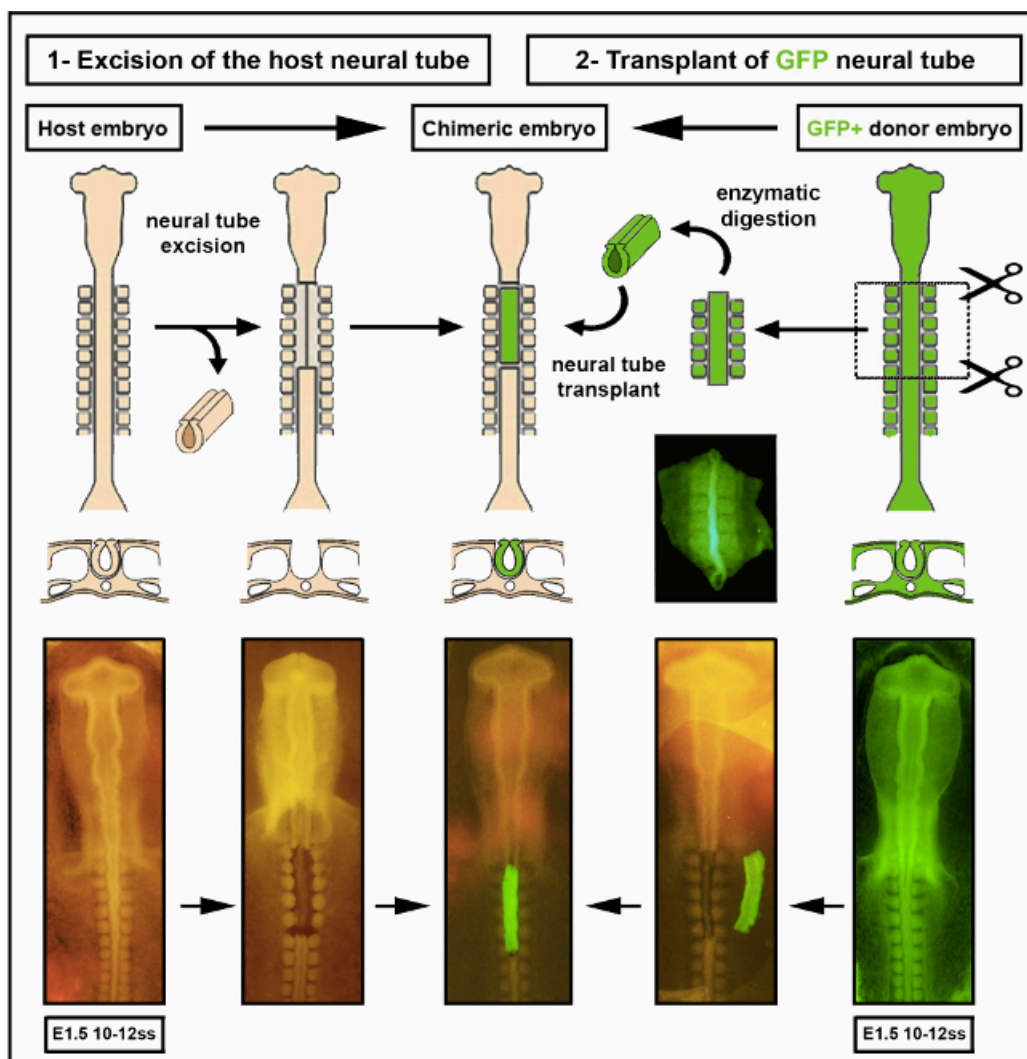 1- Excision of the host neural tube
2- Transplant of GFP neural tube
Host embryo
Chimeric embryo
GFP+ donor embryo
neural tube
excision
enzymatic
digestion
neural tube
transplant
E1.5 10-12ss
E1.5 10-12ss